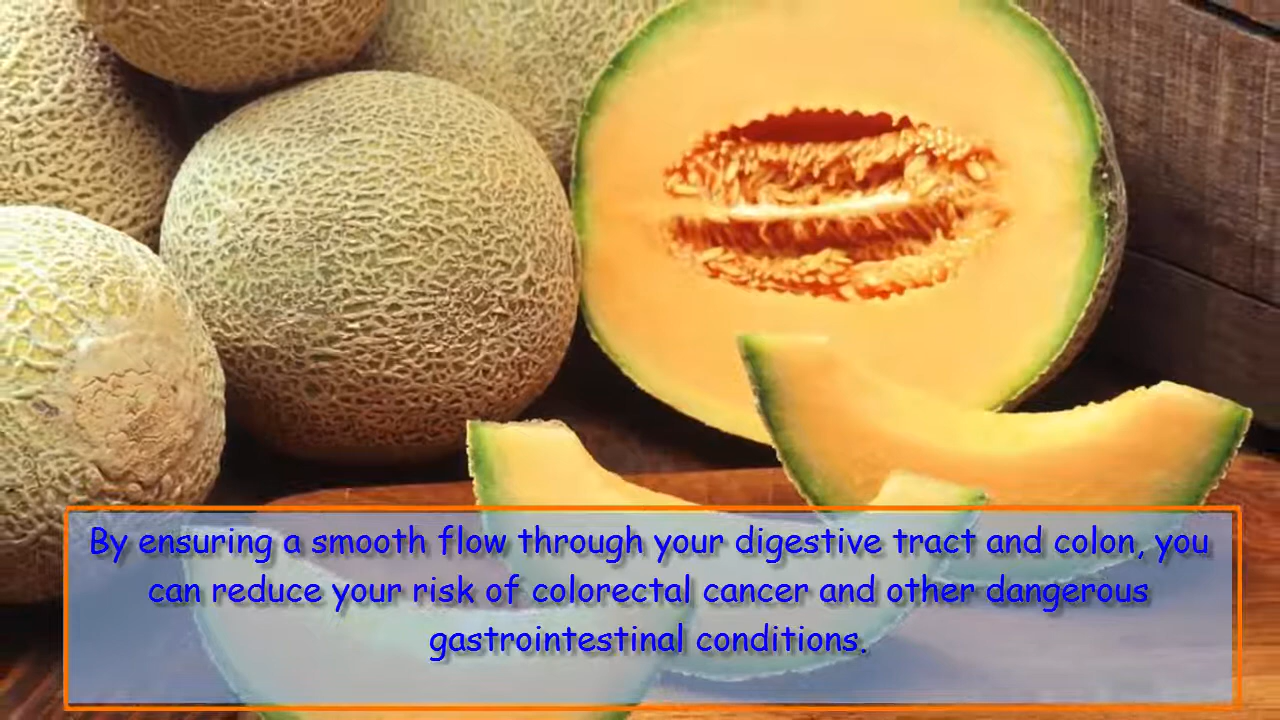 By ensuring a smooth flow through your digestive tract and colon, you
can reduce your risk of colorectal cancer and other dangerous
gastrointestinal conditions.